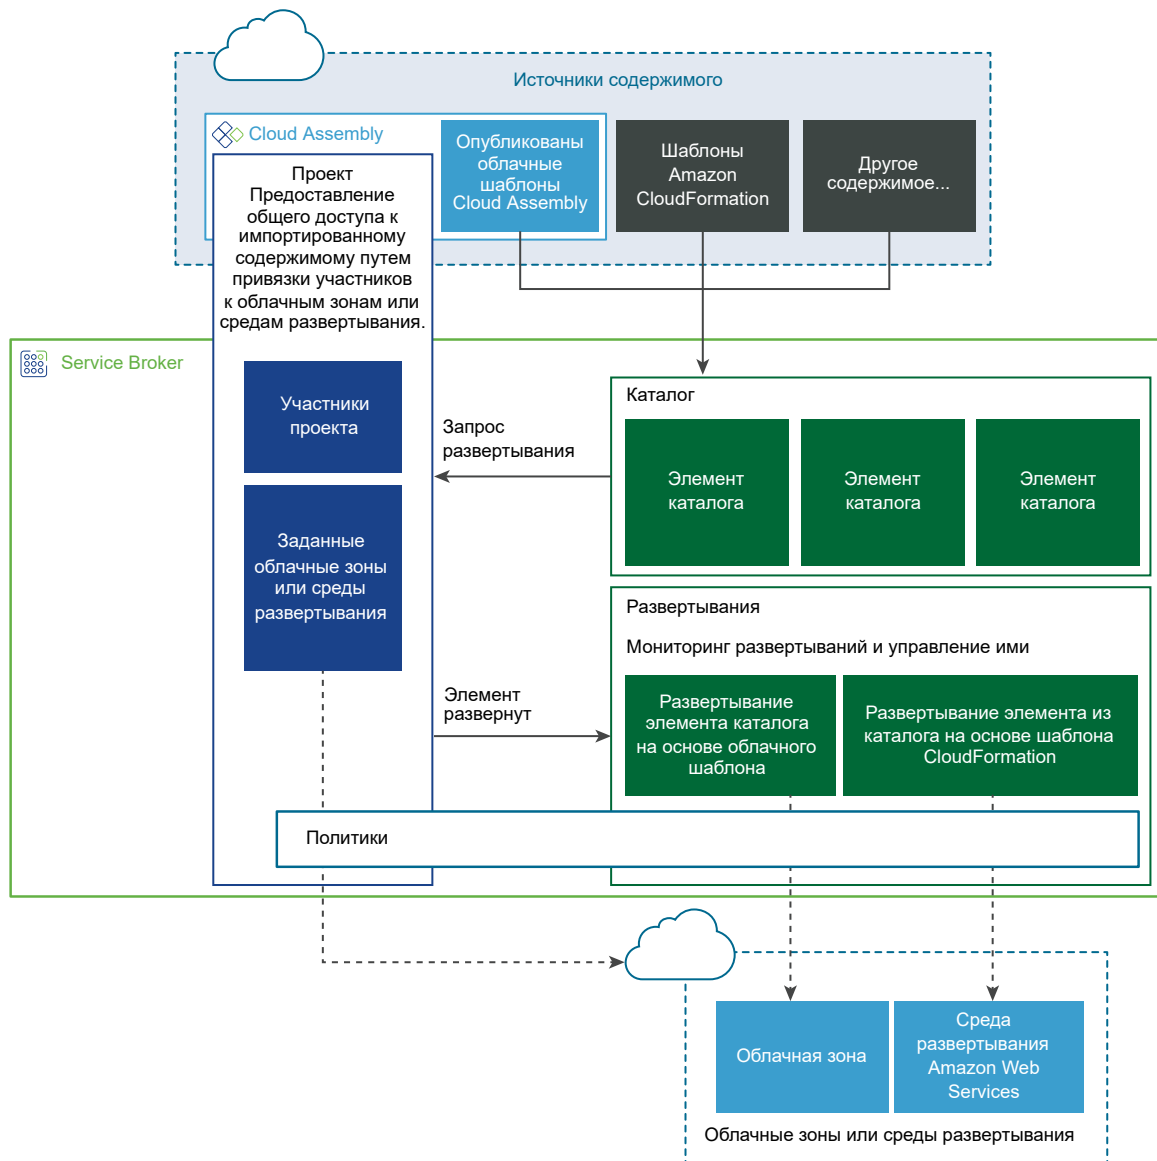 Источники содержимого
Cloud Assembly
Проект
Предоставление
общего доступа к
импортированному
содержимому путем
привязки участников
к облачным зонам или
средам развертывания.
Опубликованы
облачные
шаблоны
Cloud Assembly
Шаблоны
Amazon
CloudFormation
Другое
содержимое...
Service Broker
Участники
проекта
Заданные
облачные зоны
или среды
развертывания
Запрос
развертывания
Каталог
Элемент
каталога
Элемент
каталога
Элемент
каталога
Элемент
развернут
Развертывания
Мониторинг развертываний и управление ими
Развертывание
элемента каталога
на основе облачного
шаблона
Развертывание элемента из
каталога на основе шаблона
CloudFormation
Политики
Облачная зона
Среда
развертывания
Amazon Web
Services
Облачные зоны или среды развертывания